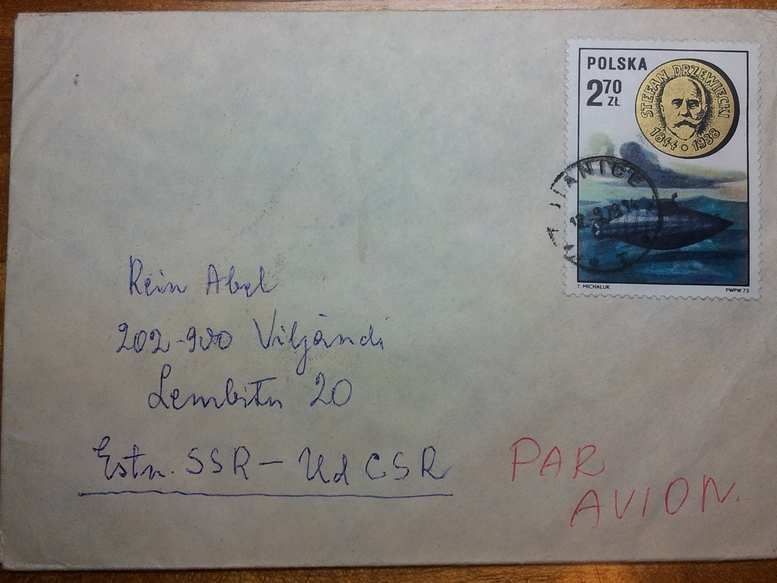 POLSKA
2 70 ZŁ
STEFAN DRZEWIECKI
1844 1938
T. MICHALUK PWPW 73
Rein Abel
202-900 Viljandi
Lembitu 20
Estn. SSR - UdCSR
PAR
AVION.